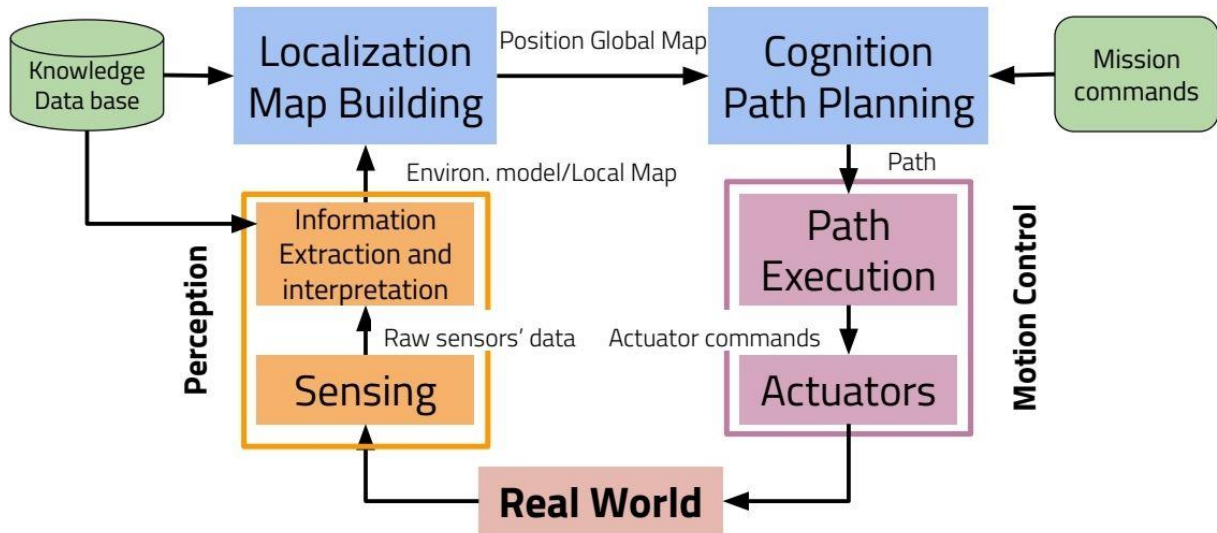 Knowledge
Data base
Localization
Map Building
Position Global Map
Cognition
Path Planning
Mission
commands
Environ. model/Local Map
Path
Perception
Information
Extraction and
interpretation
Path
Execution
Motion Control
Raw sensors’ data
Actuator commands
Sensing
Actuators
Real World